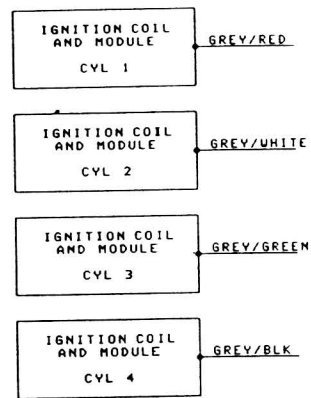 IGNITION COIL
AND MODULE
CYL 1
GREY/RED
IGNITION COIL
AND MODULE
CYL 2
GREY/WHITE
IGNITION COIL
AND MODULE
CYL 3
GREY/GREEN
IGNITION COIL
AND MODULE
CYL 4
GREY/BLK